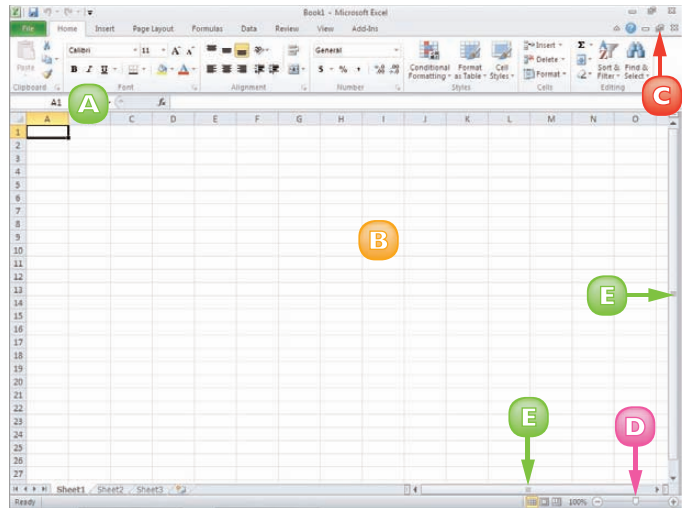 Book1 - Microsoft Excel
File Home Insert Page Layout Formulas Data Review View Add-Ins
Calibri 11 A A General Insert Σ
Paste B I U A $ % , Conditional Format Cell Delete Sort & Find &
Formatting as Table Styles Format Filter Select
Clipboard Font Alignment Number Styles Cells Editing
C
A1 A fx
A C D E F G H I J K L M N O
1
2
3
4
5
6
7
8
9 B
10
11
12
13 E
14
15
16
17
18
19
20
21
22
23 E D
24
25
26
27
Sheet1 Sheet2 Sheet3
Ready 100%